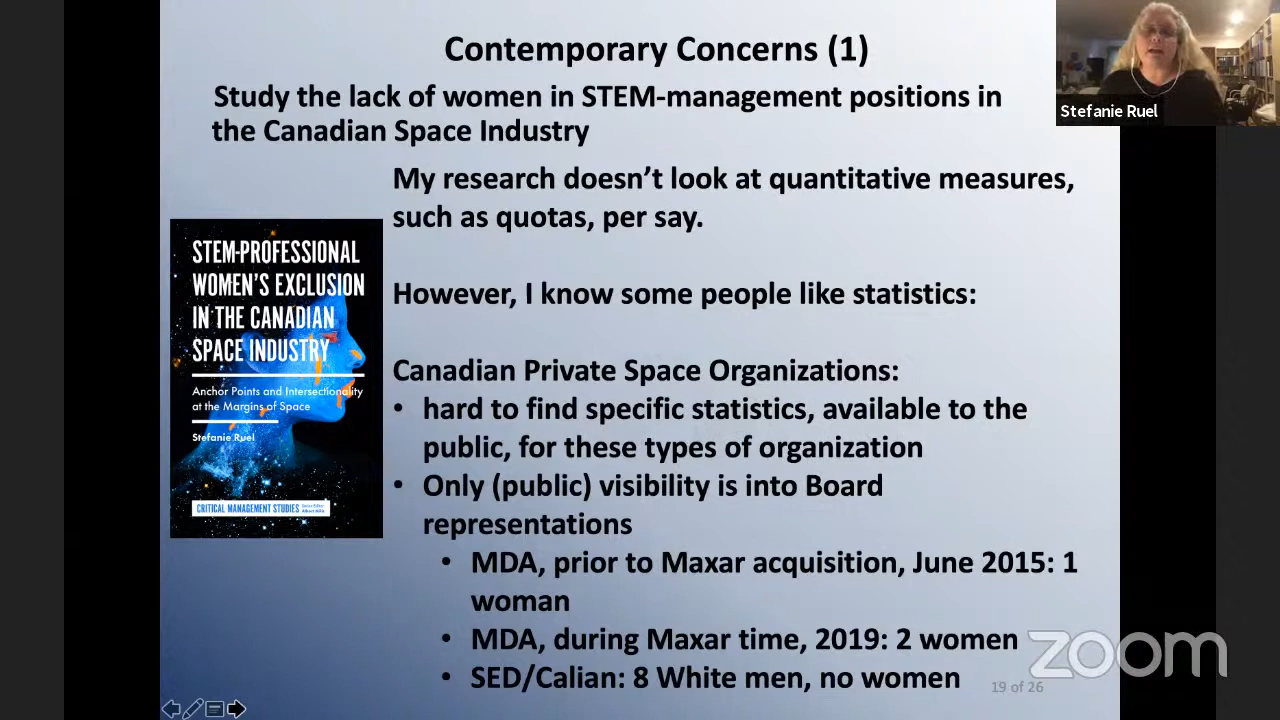 Contemporary Concerns (1)
Stefanie Ruel
Study the lack of women in STEM-management positions in
the Canadian Space Industry
My research doesn't look at quantitative measures,
such as quotas, per say.
However, I know some people like statistics:
STEM-PROFESSIONAL
WOMEN'S EXCLUSION
IN THE CANADIAN
SPACE INDUSTRY
Anchor Points and Intersectionality
at the Margins of Space
Stefanie Ruel
CRITICAL MANAGEMENT STUDIES
Canadian Private Space Organizations:
• hard to find specific statistics, available to the
public, for these types of organization
• Only (public) visibility is into Board
representations
• MDA, prior to Maxar acquisition, June 2015: 1
woman
• MDA, during Maxar time, 2019: 2 women
• SED/Calian: 8 White men, no women
19 of 26
zoom